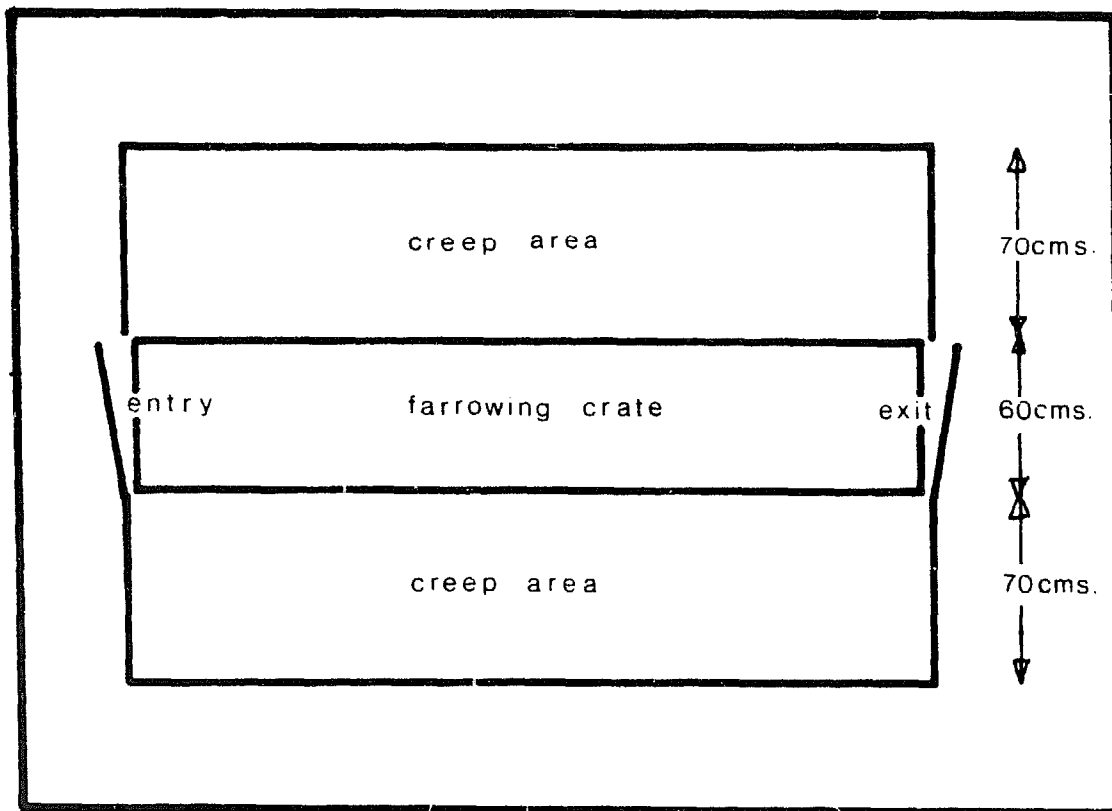 creep area
70cms.
entry
farrowing crate
exit
60cms.
creep area
70cms.